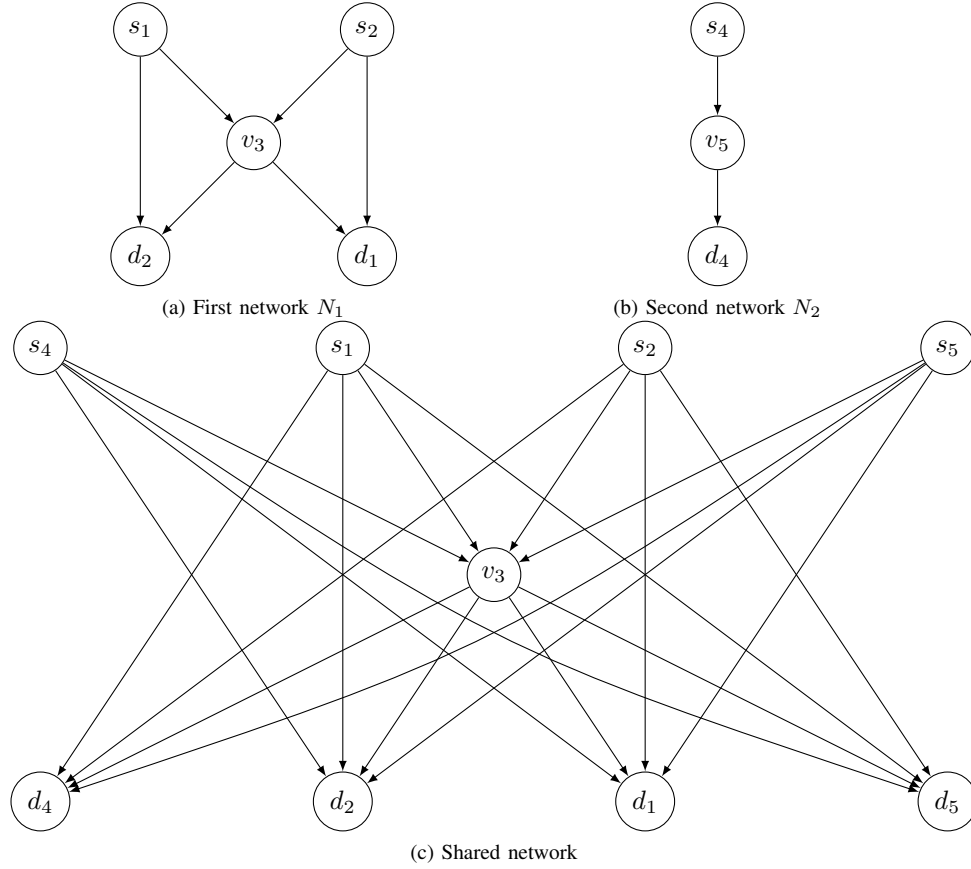 s₁ s₂ s₄
v₃ v₅
d₂ d₁ d₄
(a) First network N₁ (b) Second network N₂
s₄ s₁ s₂ s₅
v₃
d₄ d₂ d₁ d₅
(c) Shared network